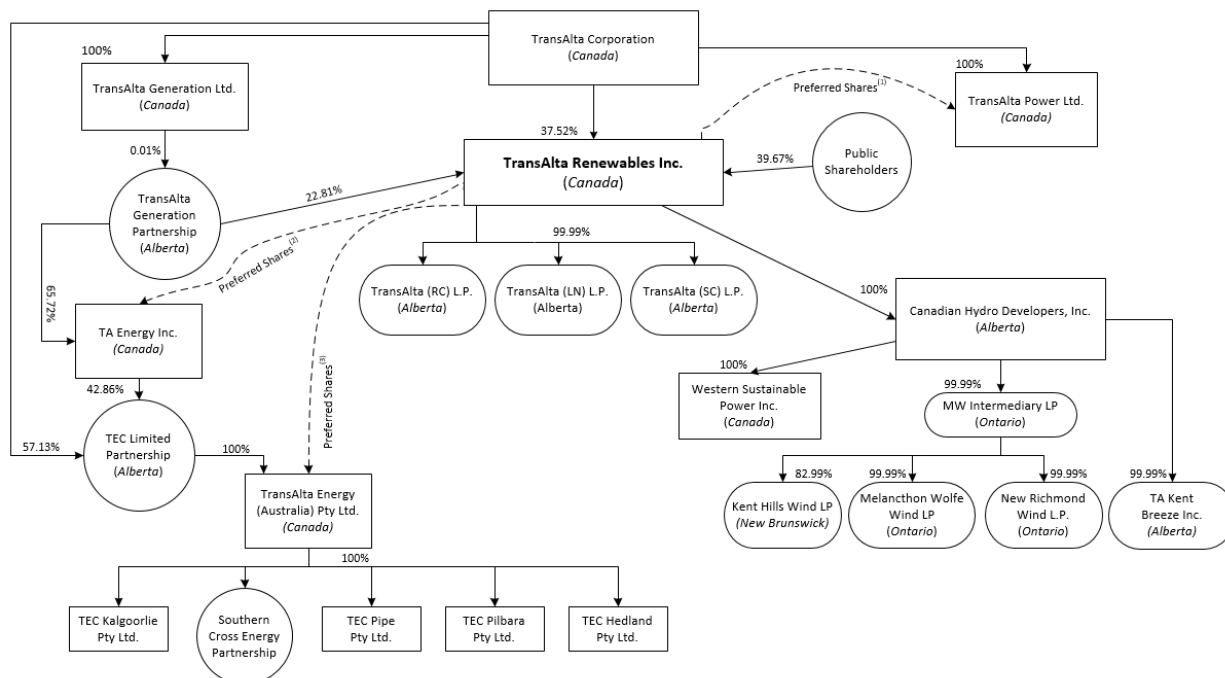 TransAlta Corporation
(Canada)
100%
100%
TransAlta Generation Ltd.
(Canada)
Preferred Shares(1)
TransAlta Power Ltd.
(Canada)
37.52%
0.01%
TransAlta Renewables Inc.
(Canada)
39.67%
Public
Shareholders
TransAlta
Generation
Partnership
(Alberta)
22.81%
Preferred Shares(2)
99.99%
TransAlta (RC) L.P.
(Alberta)
TransAlta (LN) L.P.
(Alberta)
TransAlta (SC) L.P.
(Alberta)
65.72%
100%
Canadian Hydro Developers, Inc.
(Alberta)
TA Energy Inc.
(Canada)
Preferred Shares(3)
100%
Western Sustainable
Power Inc.
(Canada)
99.99%
MW Intermediary LP
(Ontario)
42.86%
57.13%
TEC Limited
Partnership
(Alberta)
100%
TransAlta Energy
(Australia) Pty Ltd.
(Canada)
82.99%
99.99%
99.99%
99.99%
Kent Hills Wind LP
(New Brunswick)
Melancthon Wolfe
Wind LP
(Ontario)
New Richmond
Wind L.P.
(Ontario)
TA Kent
Breeze Inc.
(Alberta)
100%
TEC Kalgoorlie
Pty Ltd.
Southern
Cross Energy
Partnership
TEC Pipe
Pty Ltd.
TEC Pilbara
Pty Ltd.
TEC Hedland
Pty Ltd.